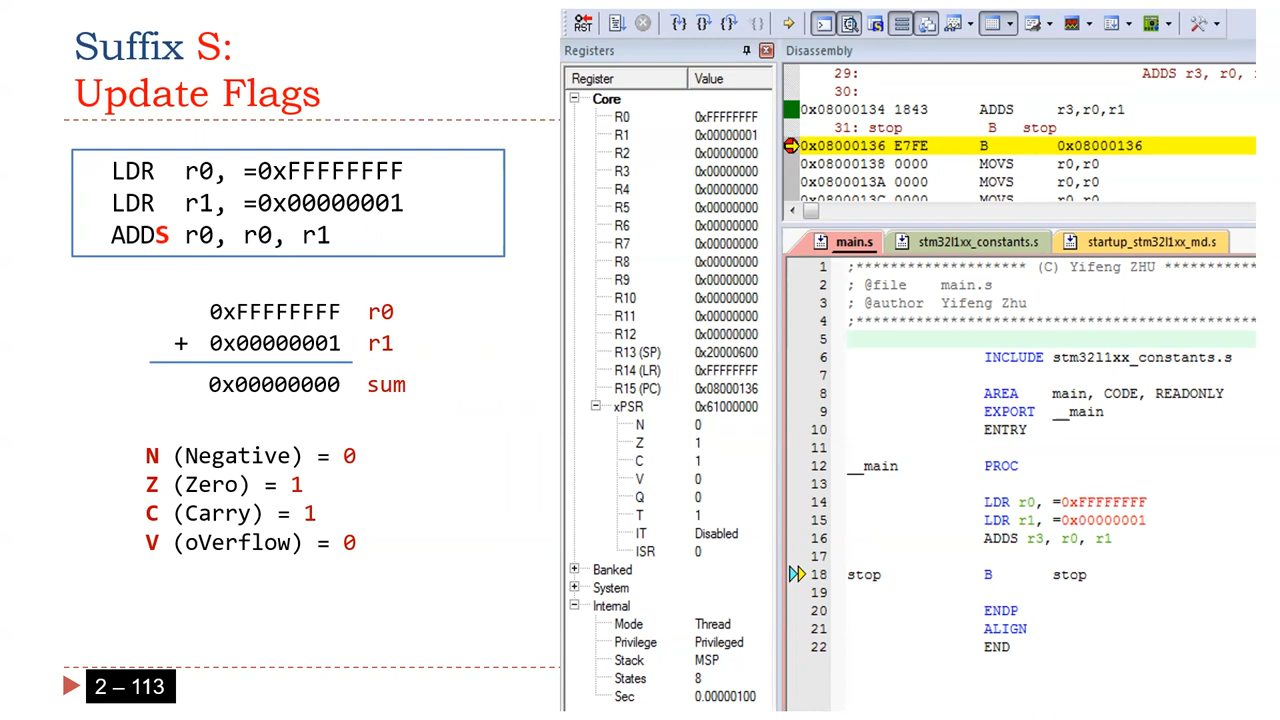 Suffix S:
Update Flags
LDR r0, =0xFFFFFFFF
LDR r1, =0x00000001
ADDS r0, r0, r1
0xFFFFFFFF r0
+ 0x00000001 r1
0x00000000 sum
N (Negative) = 0
Z (Zero) = 1
C (Carry) = 1
V (oVerflow) = 0
2 – 113
RST
Registers
Register Value
Core
R0 0xFFFFFFFF
R1 0x00000001
R2 0x00000000
R3 0x00000000
R4 0x00000000
R5 0x00000000
R6 0x00000000
R7 0x00000000
R8 0x00000000
R9 0x00000000
R10 0x00000000
R11 0x00000000
R12 0x00000000
R13 (SP) 0x20000600
R14 (LR) 0xFFFFFFFF
R15 (PC) 0x08000136
xPSR 0x61000000
N 0
Z 1
C 1
V 0
Q 0
T 1
IT Disabled
ISR 0
Banked
System
Internal
Mode Thread
Privilege Privileged
Stack MSP
States 8
Sec 0.00000100
Disassembly
29: ADDS r3, r0,
30:
0x08000134 1843 ADDS r3,r0,r1
31: stop B stop
0x08000136 E7FE B 0x08000136
0x08000138 0000 MOVS r0,r0
0x0800013A 0000 MOVS r0,r0
0x0800013C 0000 MOVS r0,r0
main.s stm32l1xx_constants.s startup_stm32l1xx_md.s
1 ;******************** (C) Yifeng ZHU ************
2 ; @file main.s
3 ; @author Yifeng Zhu
4 ;*********************************************
5
6 INCLUDE stm32l1xx_constants.s
7
8 AREA main, CODE, READONLY
9 EXPORT __main
10 ENTRY
11
12 __main PROC
13
14 LDR r0, =0xFFFFFFFF
15 LDR r1, =0x00000001
16 ADDS r3, r0, r1
17
18 stop B stop
19
20 ENDP
21 ALIGN
22 END